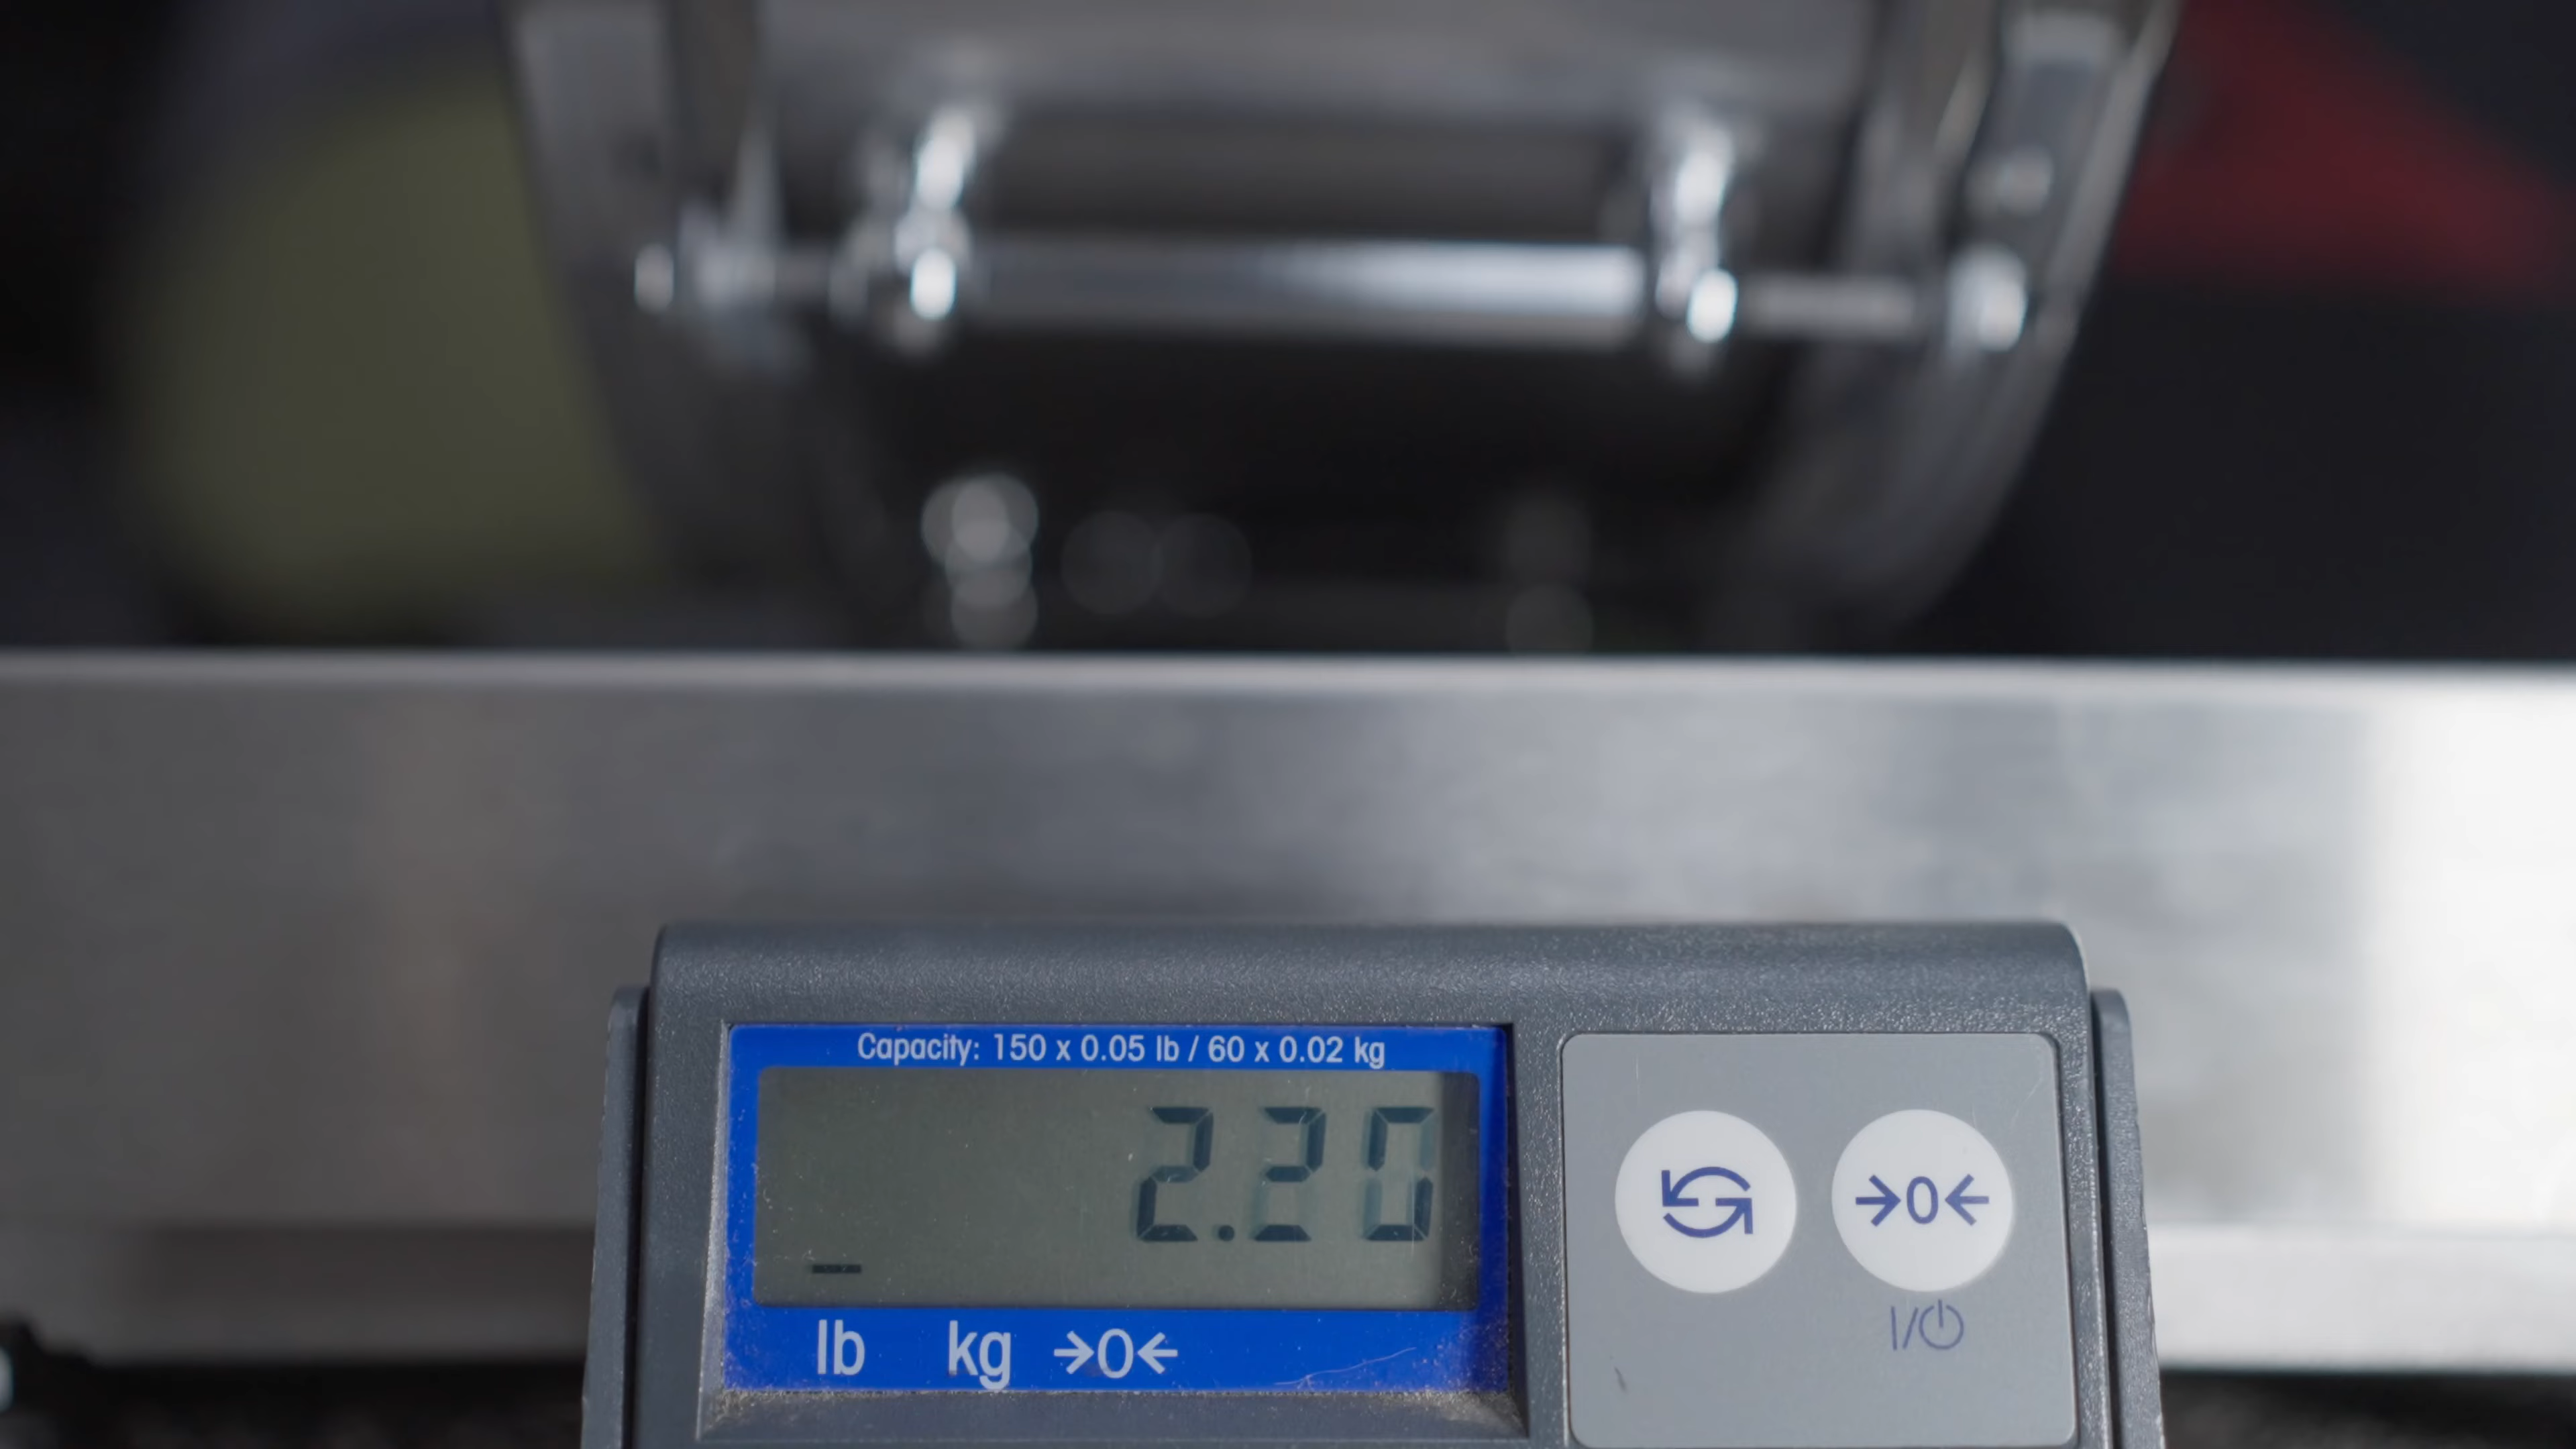 Capacity: 150 x 0.05 lb / 60 x 0.02 kg
2.20
lb kg →0←
→0←
I/⏻